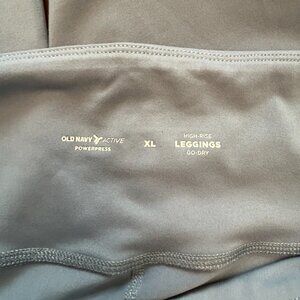 OLD NAVY ACTIVE
POWERPRESS
XL
HIGH-RISE
LEGGINGS
GO-DRY